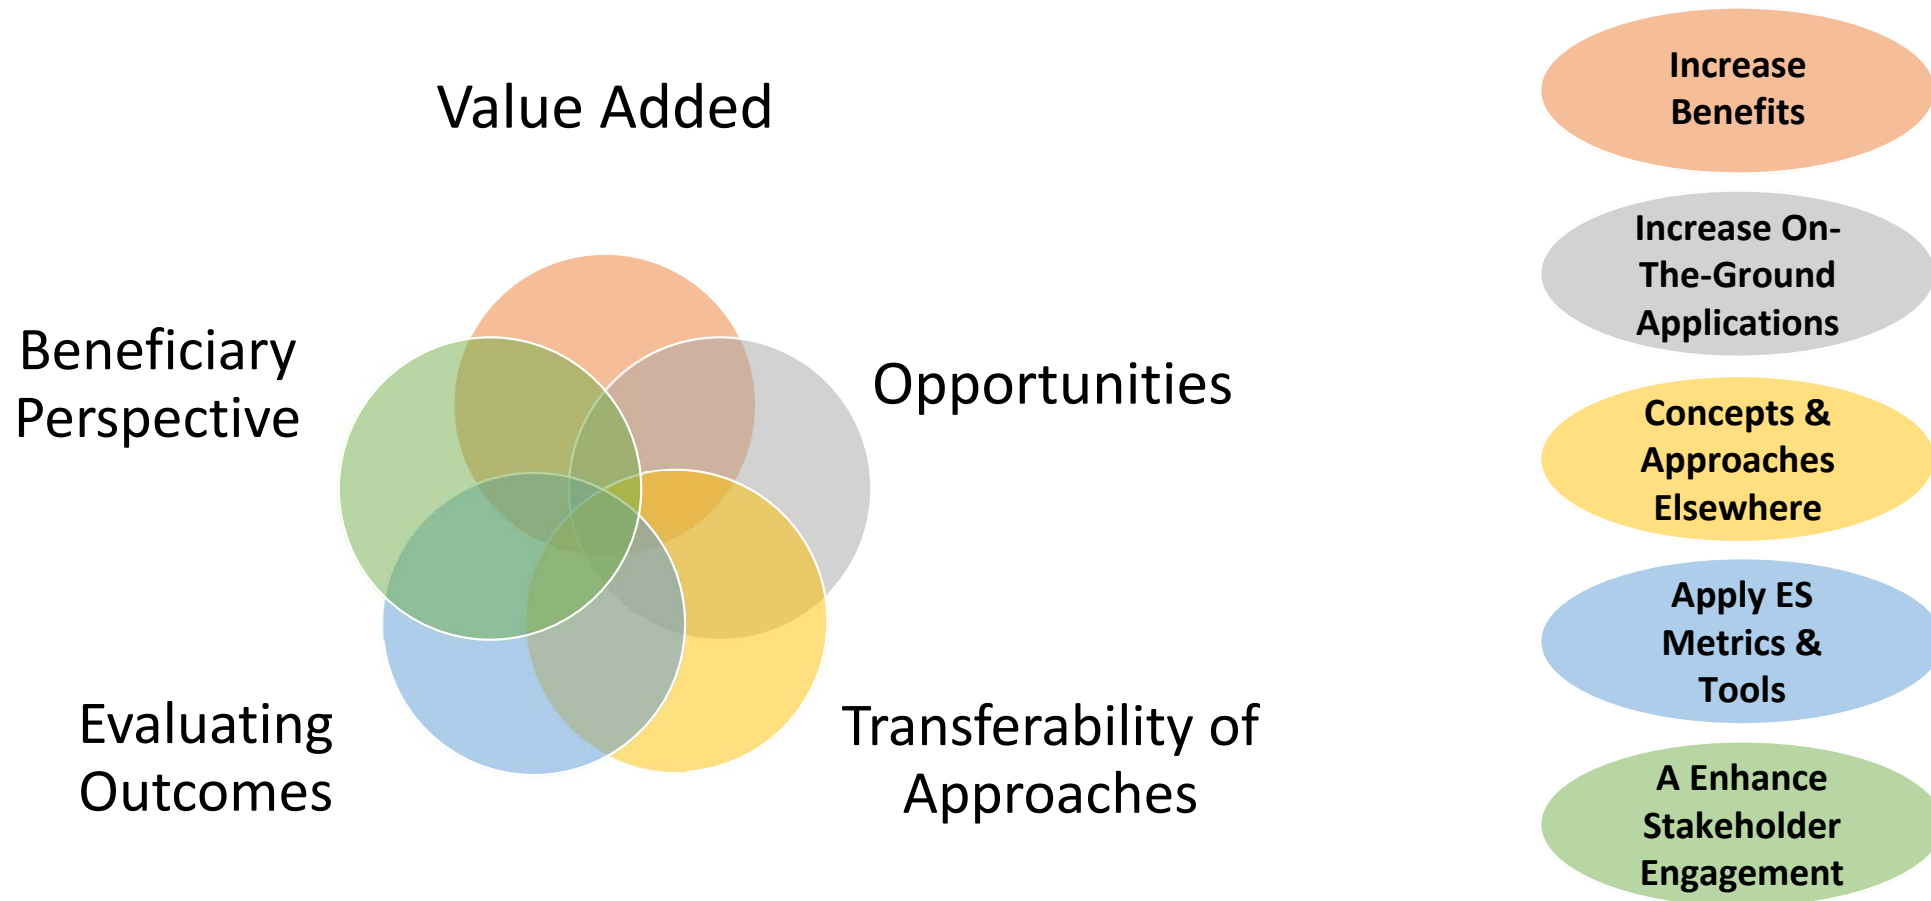 Value Added
Beneficiary
Perspective
Opportunities
Evaluating
Outcomes
Transferability of
Approaches
Increase
Benefits
Increase On-
The-Ground
Applications
Concepts &
Approaches
Elsewhere
Apply ES
Metrics &
Tools
A Enhance
Stakeholder
Engagement